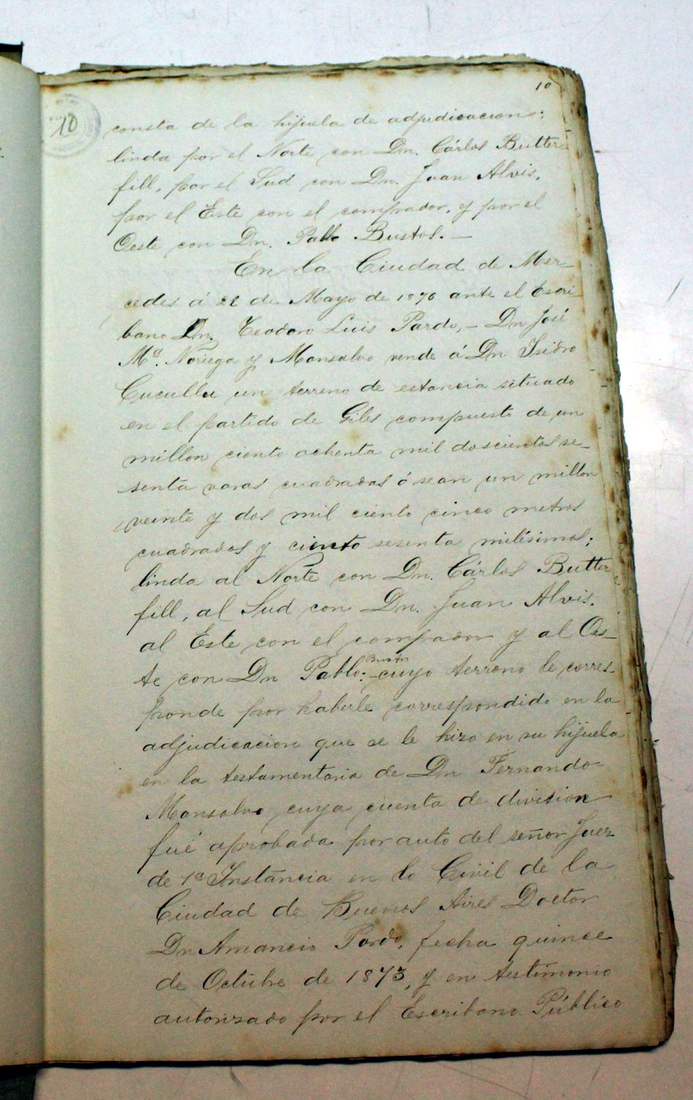 10
10
consta de la hijuela de adjudicacion:
linda por el Norte con Dn. Cárlos Butter
fill, por el Sud con Dn. Juan Alvis,
por el Este con el comprador, y por el
Oeste con Dn. Pablo Bustos.—
En la Ciudad de Mer-
cedes á 22 de Mayo de 1876 ante el Escri
bano Dn. Teodoro Luis Pardo,— Dn José
Ma. Noriega y Monsalvo vende á Dn Isidro
Cucullu un terreno de estancia situado
en el partido de Giles compuesto de un
millon ciento ochenta mil doscientos se-
senta varas cuadradas ó sean un millon
veinte y dos mil ciento cinco metros
cuadrados y ciento sesenta milésimos;
linda al Norte con Dn. Cárlos Butter
fill, al Sud con Dn. Juan Alvis,
al Este con el comprador y al Oes-
te con Dn Pablo Bustos; cuyo terreno le corres
ponde por haberle correspondido en la
adjudicacion que se le hizo en su hijuela
en la testamentaria de Dn Fernando
Monsalvo cuya cuenta de division
fué aprobada por auto del señor Juez
de 1a Instancia en lo Civil de la
Ciudad de Buenos Aires Doctor
Dn Amancio Pardo, fecha quince
de Octubre de 1873, y en testimonio
autorizado por el Escribano Público